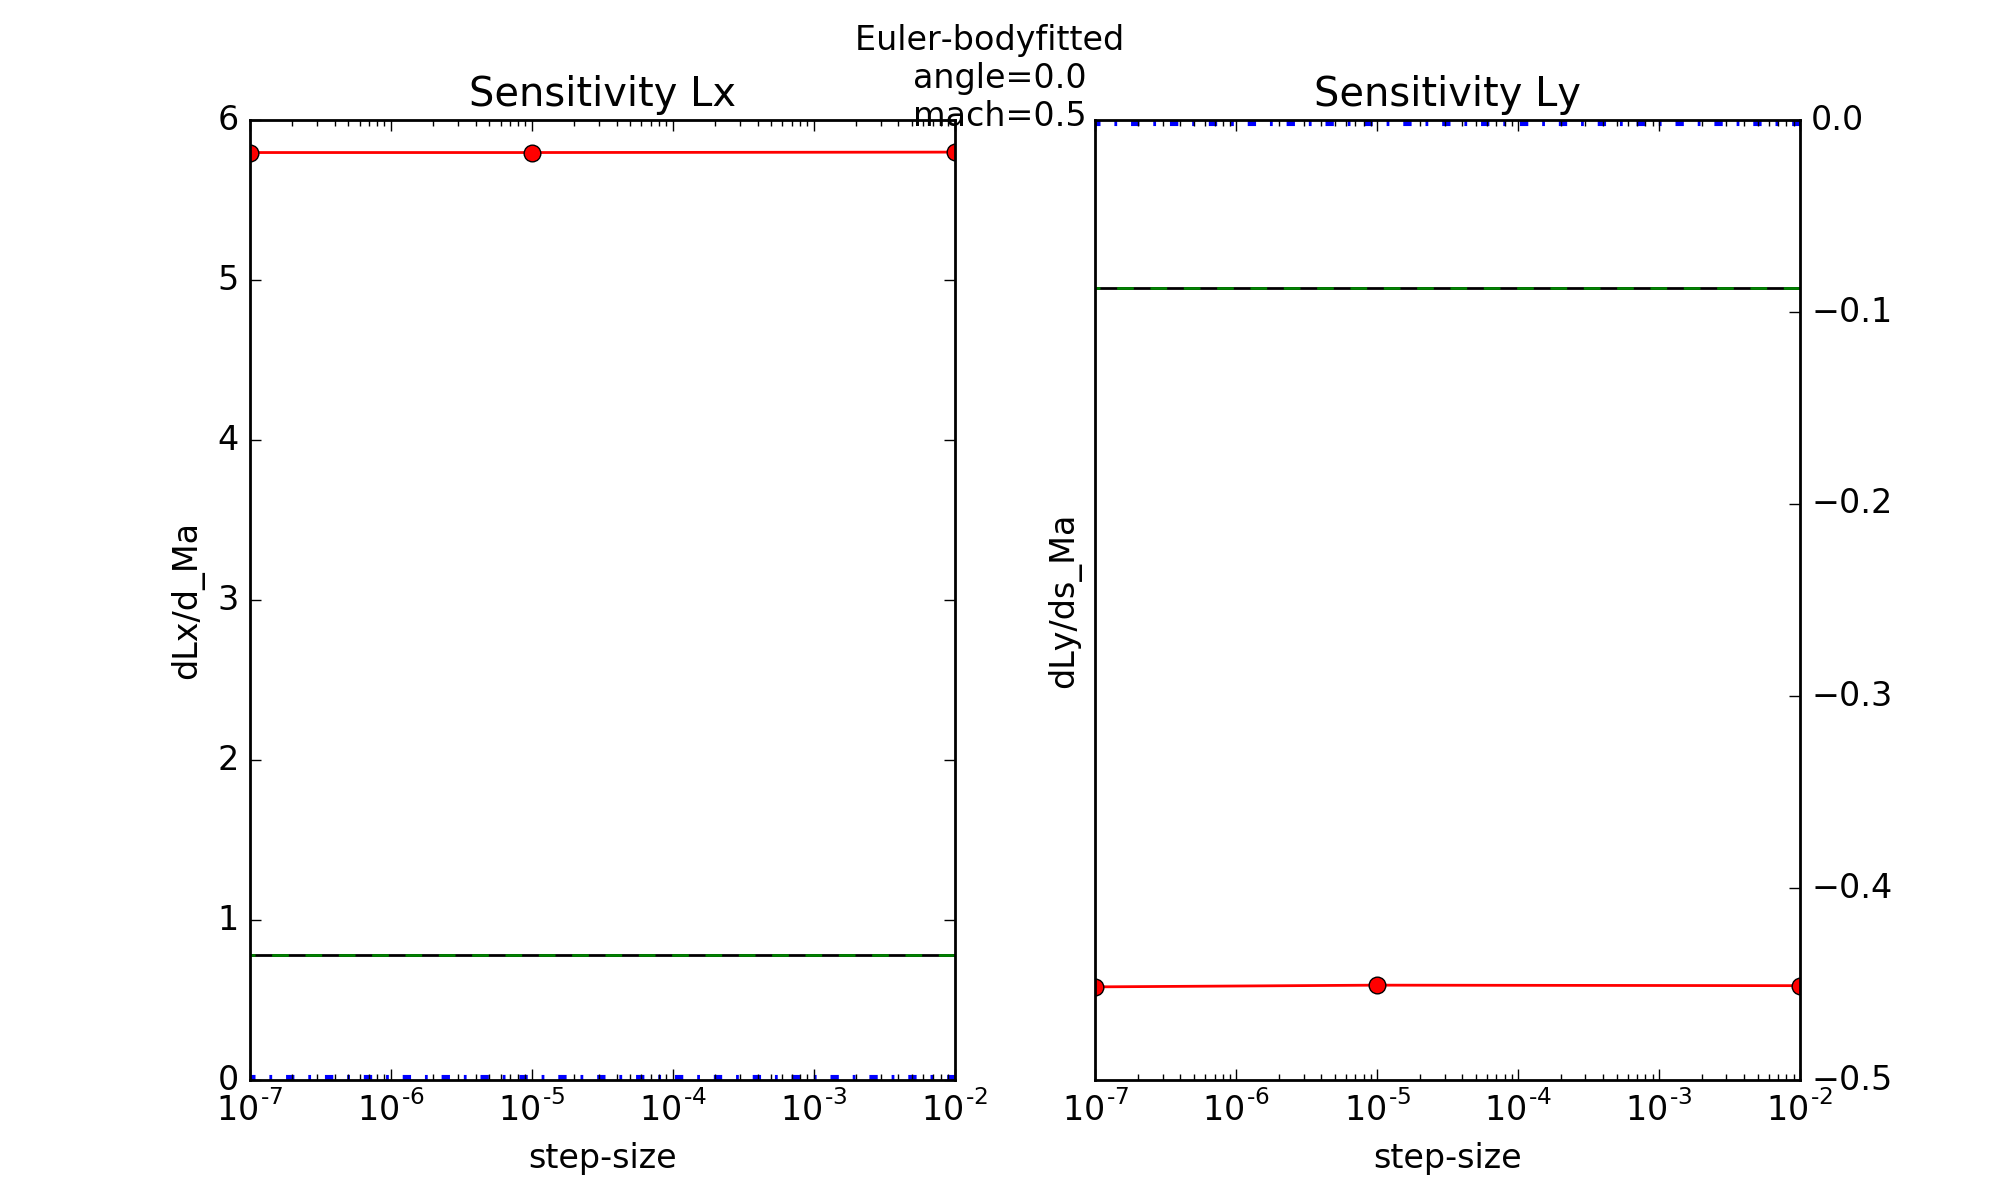 Euler-bodyfitted
angle=0.0
mach=0.5
Sensitivity Lx
6
5
4
3
2
1
0
dLx/d_Ma
10^-7 10^-6 10^-5 10^-4 10^-3 10^-2
step-size
Sensitivity Ly
0.0
−0.1
−0.2
−0.3
−0.4
−0.5
dLy/ds_Ma
10^-7 10^-6 10^-5 10^-4 10^-3 10^-2
step-size